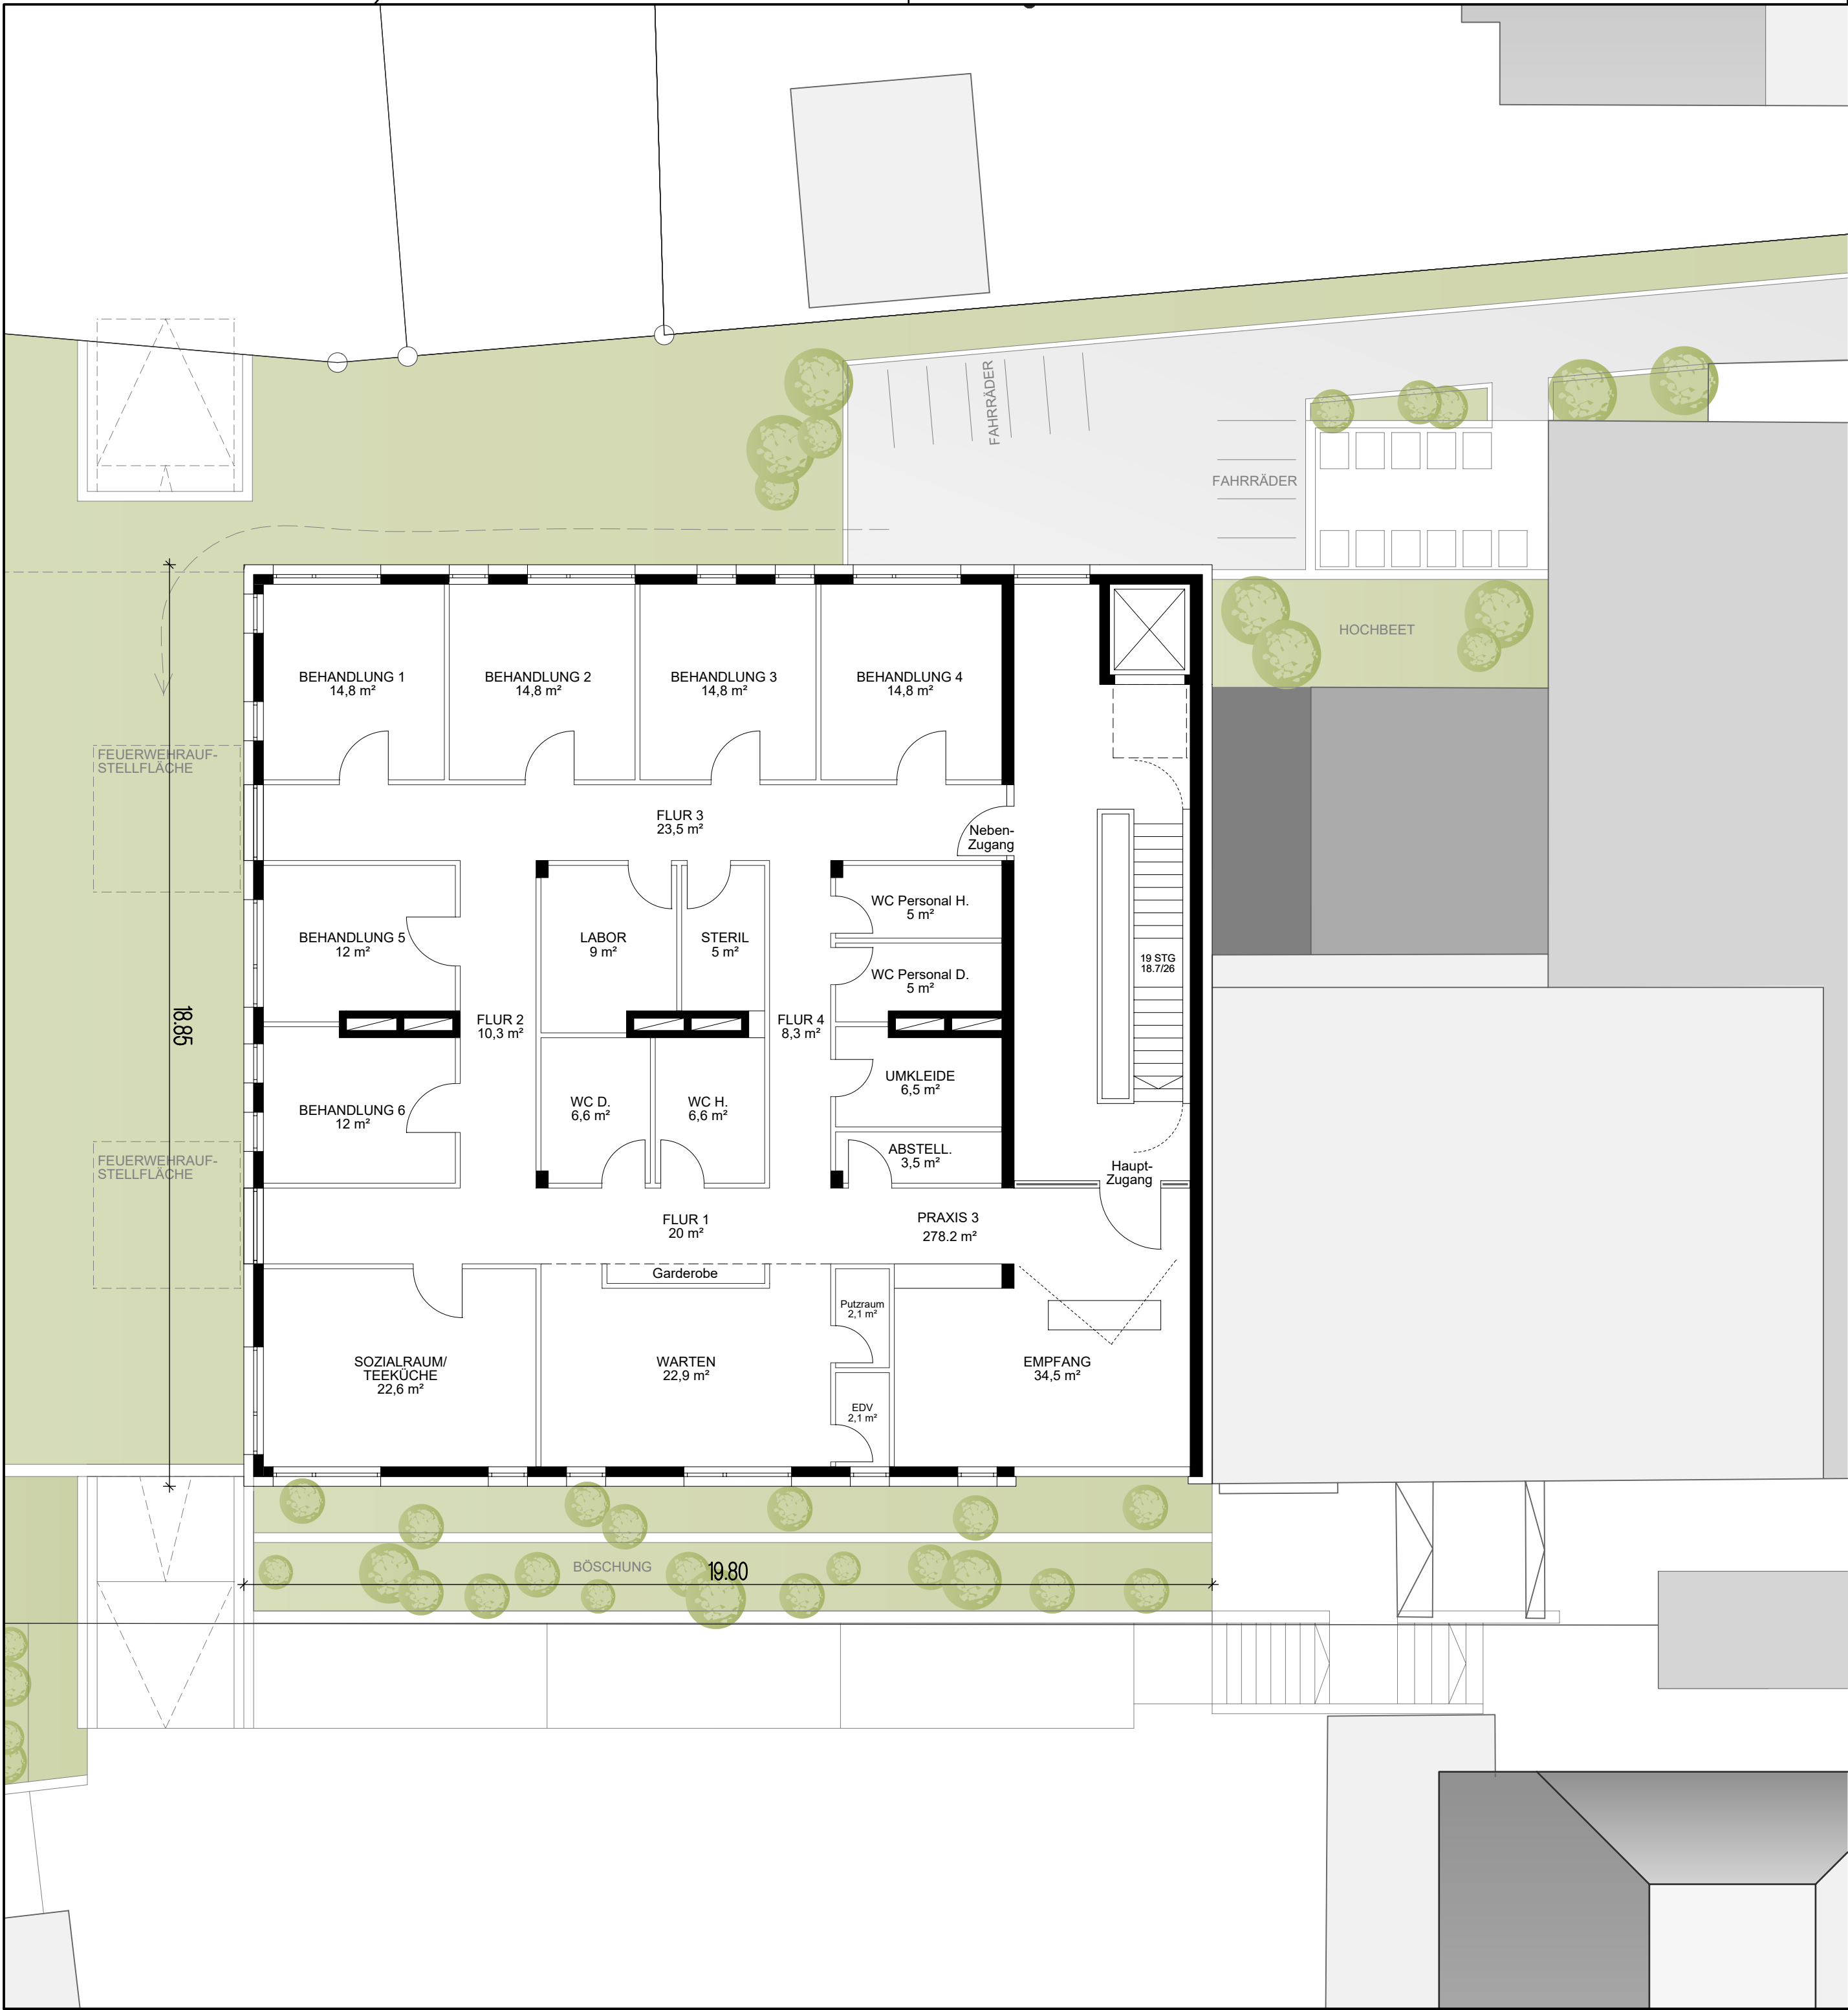 FAHRRÄDER
FAHRRÄDER
HOCHBEET
BEHANDLUNG 1
14,8 m²
BEHANDLUNG 2
14,8 m²
BEHANDLUNG 3
14,8 m²
BEHANDLUNG 4
14,8 m²
FEUERWEHRAUF-
STELLFLÄCHE
FLUR 3
23,5 m²
Neben-
Zugang
WC Personal H.
5 m²
BEHANDLUNG 5
12 m²
LABOR
9 m²
STERIL
5 m²
WC Personal D.
5 m²
19 STG
18.7/26
18.85
FLUR 2
10,3 m²
FLUR 4
8,3 m²
UMKLEIDE
6,5 m²
BEHANDLUNG 6
12 m²
WC D.
6,6 m²
WC H.
6,6 m²
ABSTELL.
3,5 m²
FEUERWEHRAUF-
STELLFLÄCHE
Haupt-
Zugang
FLUR 1
20 m²
PRAXIS 3
278.2 m²
Garderobe
Putzraum
2,1 m²
SOZIALRAUM/
TEEKÜCHE
22,6 m²
WARTEN
22,9 m²
EMPFANG
34,5 m²
EDV
2,1 m²
BÖSCHUNG
19.80